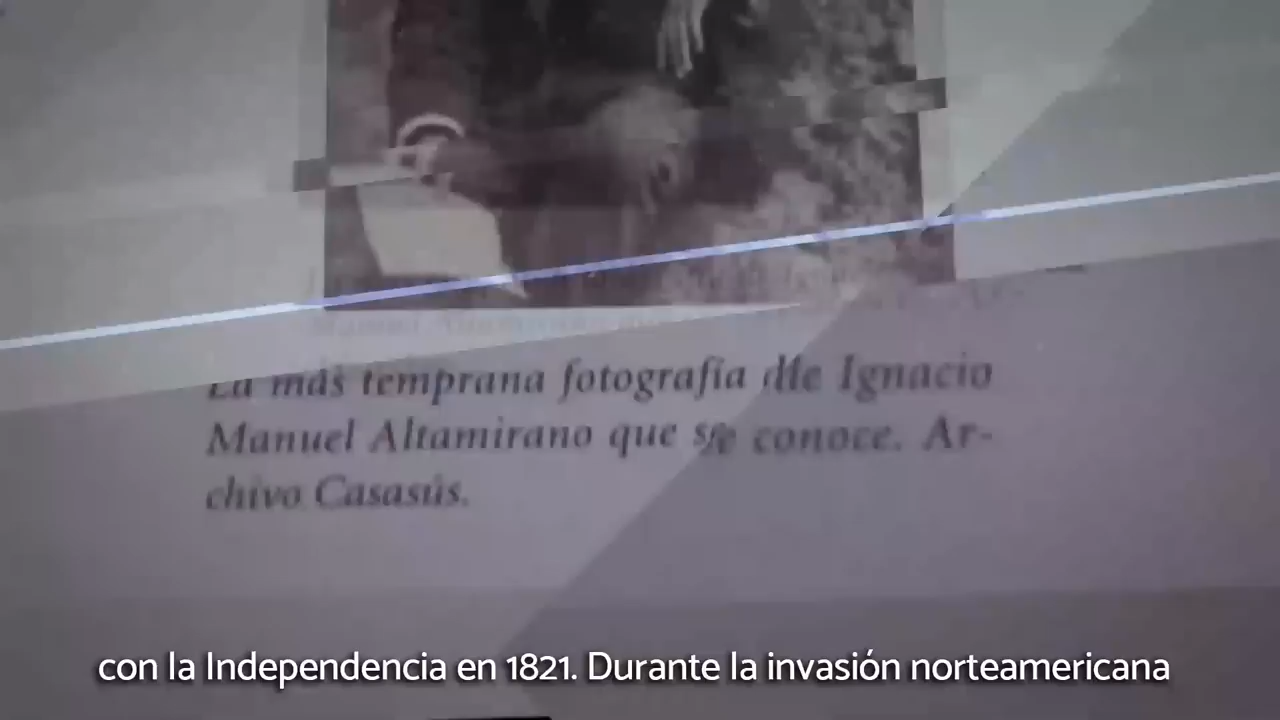 La más temprana fotografía de Ignacio
Manuel Altamirano que se conoce. Ar-
chivo Casasús.
con la Independencia en 1821. Durante la invasión norteamericana